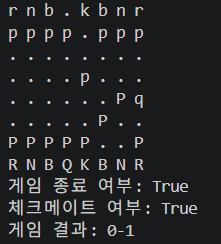 r n b . k b n r
p p p p . p p p
. . . . . . . .
. . . . p . . .
. . . . . . P q
. . . . . P . .
P P P P P . . P
R N B Q K B N R
게임 종료 여부: True
체크메이트 여부: True
게임 결과: 0-1